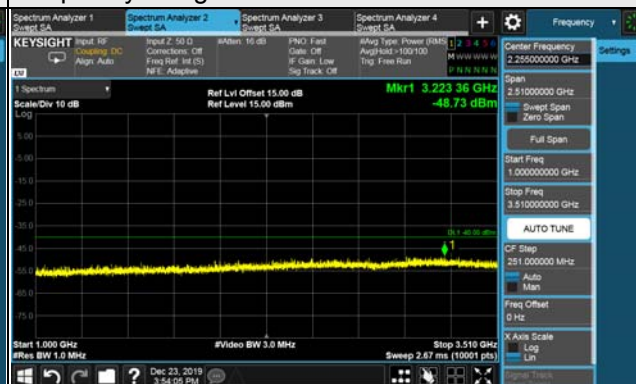 Spectrum Analyzer 1
Swept SA
Spectrum Analyzer 2
Swept SA
Spectrum Analyzer 3
Swept SA
Spectrum Analyzer 4
Swept SA
+
Frequency
KEYSIGHT
Input: RF
Coupling: DC
Align: Auto
Input Z: 50 Ω
Corrections: Off
Freq Ref: Int (S)
NFE: Adaptive
#Atten: 16 dB
PNO: Fast
Gate: Off
IF Gain: Low
Sig Track: Off
#Avg Type: Power (RMS
Avg|Hold:>100/100
Trig: Free Run
1 2 3 4 5 6
M W W W W W
P N N N N N
LXI
1 Spectrum
Scale/Div 10 dB
Log
Ref Lvl Offset 15.00 dB
Ref Level 15.00 dBm
Mkr1 3.223 36 GHz
-48.73 dBm
5.00
-5.00
-15.0
-25.0
-35.0
-45.0
-55.0
-65.0
-75.0
DL1 -40.00 dBm
1
Start 1.000 GHz
#Res BW 1.0 MHz
#Video BW 3.0 MHz
Stop 3.510 GHz
Sweep 2.67 ms (10001 pts)
Center Frequency
2.255000000 GHz
Settings
Span
2.51000000 GHz
Swept Span
Zero Span
Full Span
Start Freq
1.000000000 GHz
Stop Freq
3.510000000 GHz
AUTO TUNE
CF Step
251.000000 MHz
Auto
Man
Freq Offset
0 Hz
X Axis Scale
Log
Lin
Signal Track
?
Dec 23, 2019
3:54:05 PM